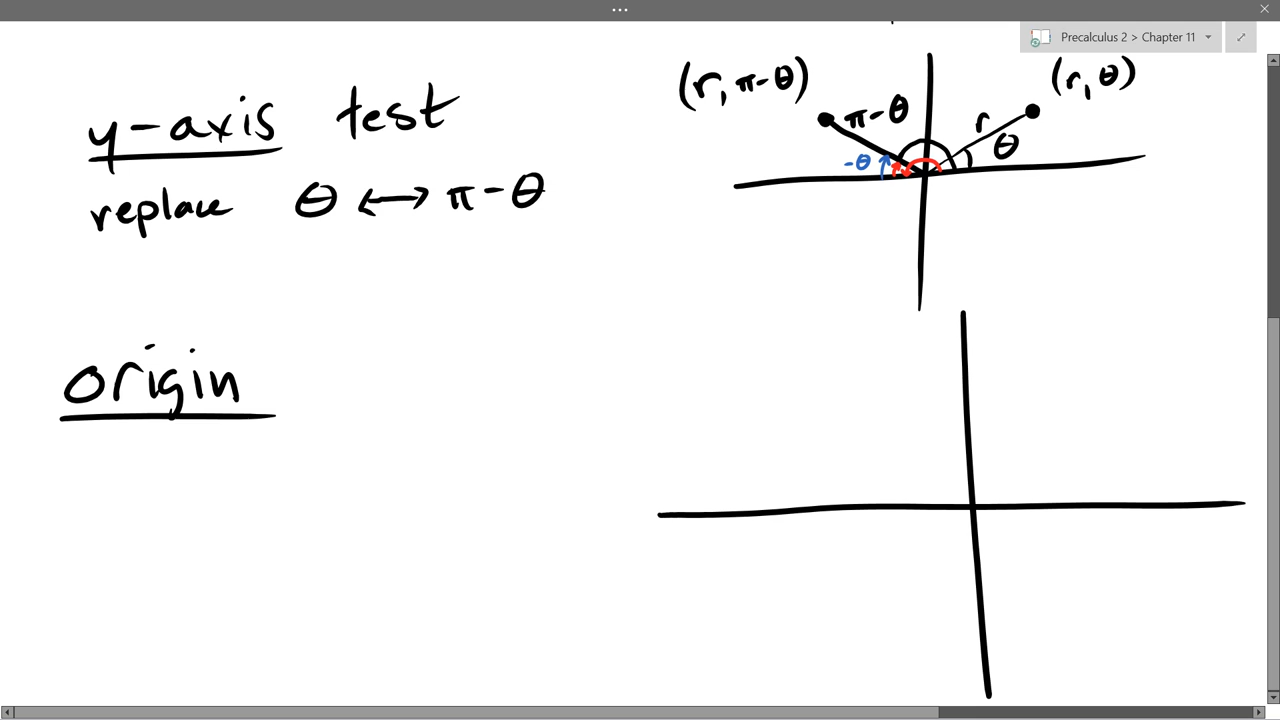 Precalculus 2 > Chapter 11
y-axis test
replace θ ↔ π-θ
(r, π-θ)
π-θ
-θ
(r, θ)
r
θ
origin